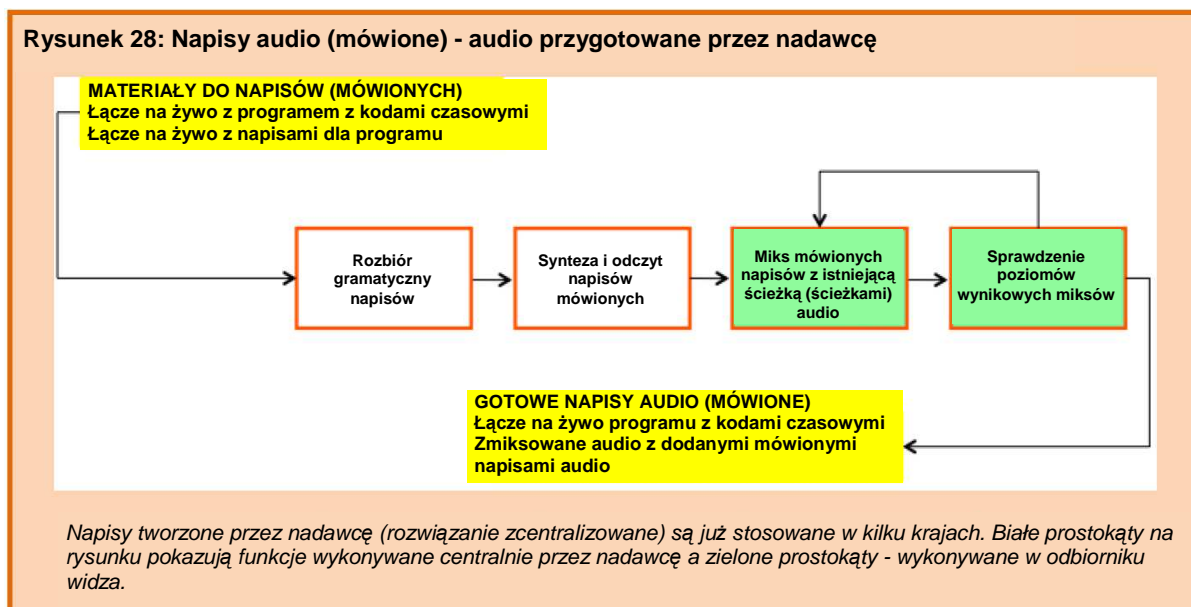 Rysunek 28: Napisy audio (mówione) - audio przygotowane przez nadawcę
MATERIAŁY DO NAPISÓW (MÓWIONYCH)
Łącze na żywo z programem z kodami czasowymi
Łącze na żywo z napisami dla programu
Rozbiór
gramatyczny
napisów
Synteza i odczyt
napisów
mówionych
Miks mówionych
napisów z istniejącą
ścieżką (ścieżkami)
audio
Sprawdzenie
poziomów
wynikowych miksów
GOTOWE NAPISY AUDIO (MÓWIONE)
Łącze na żywo programu z kodami czasowymi
Zmiksowane audio z dodanymi mówionymi
napisami audio
Napisy tworzone przez nadawcę (rozwiązanie zcentralizowane) są już stosowane w kilku krajach. Białe prostokąty na
rysunku pokazują funkcje wykonywane centralnie przez nadawcę a zielone prostokąty - wykonywane w odbiorniku
widza.